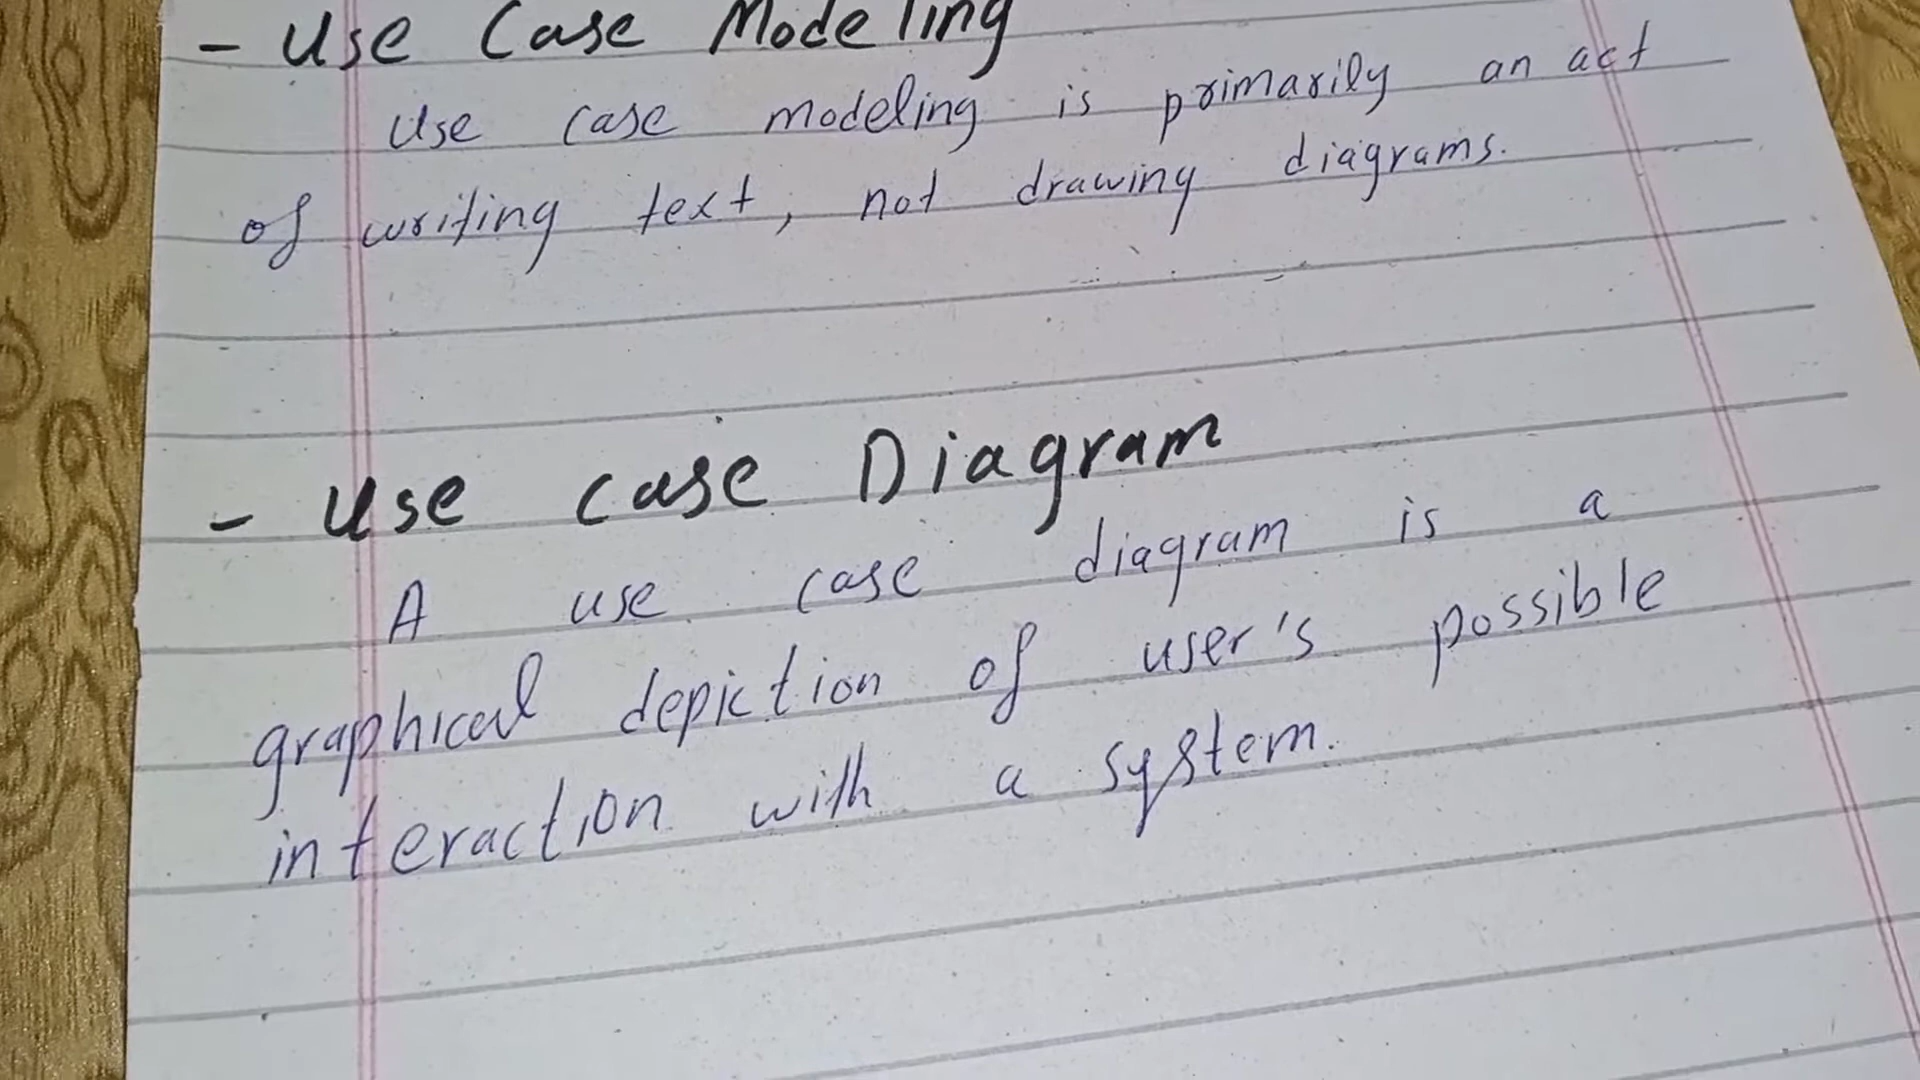 - Use Case Modeling
Use case modeling is primarily an act
of writing text, not drawing diagrams.
- Use case Diagram
A use case diagram is a
graphical depiction of user's possible
interaction with a system.